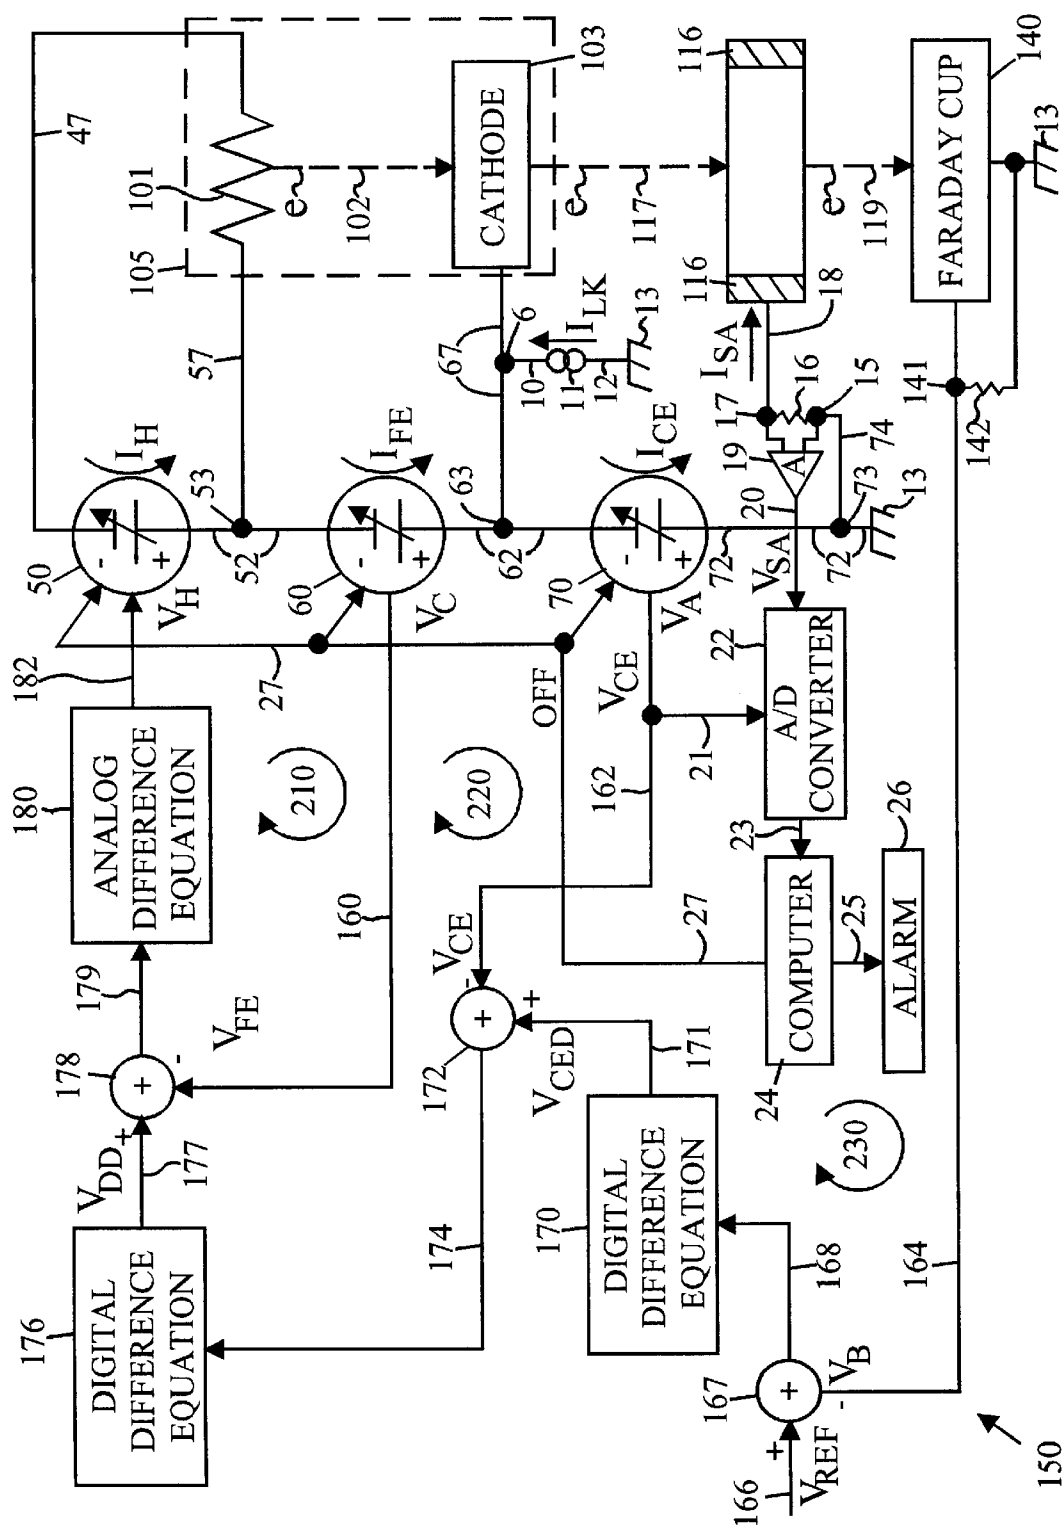 105
101
47
57
102
e
CATHODE
103
e
117
116
116
e
119
FARADAY CUP
140
13
67
6
10
11
12
I_LK
13
I_SA
18
17
16
15
141
142
I_H
53
I_FE
63
I_CE
19
A
20
74
73
13
50
-
+
V_H
52
60
-
+
V_C
62
70
-
+
V_A
72
V_SA
72
182
27
OFF
V_CE
22
A/D
CONVERTER
21
162
180
ANALOG
DIFFERENCE
EQUATION
210
220
160
23
COMPUTER
24
26
25
ALARM
27
179
V_FE
178
+
-
V_DD
+
177
V_CE
-
172
+
+
V_CED
171
230
176
DIGITAL
DIFFERENCE
EQUATION
174
170
DIGITAL
DIFFERENCE
EQUATION
168
164
167
+
-
V_B
166
+
V_REF
150